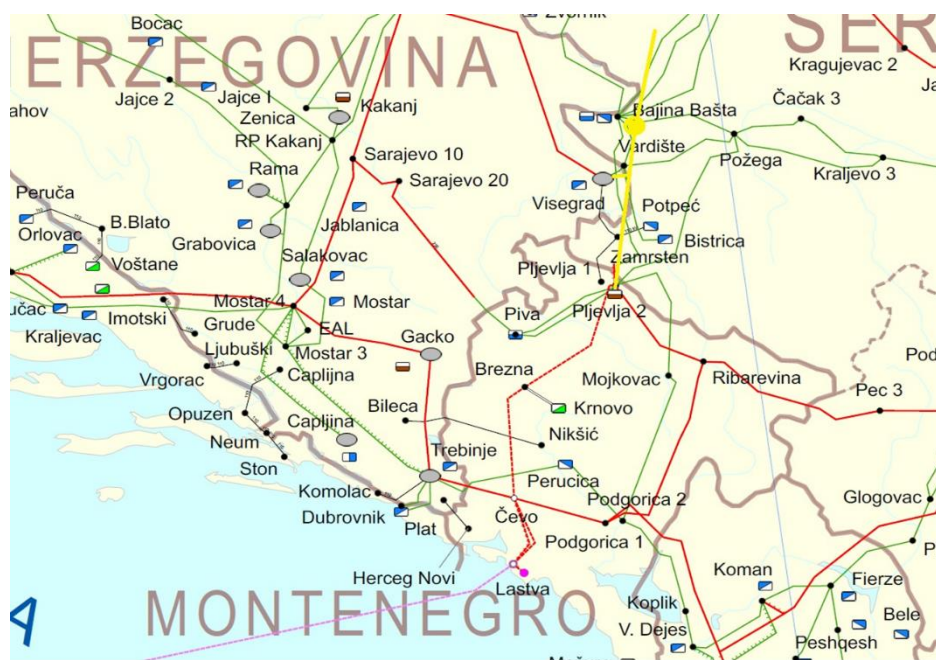 Bocac
Zvornik
SER
ERZEGOVINA
Kragujevac 2
Jajce 2
Jajce I
Zenica
Kakanj
Bajina Bašta
Čačak 3
RP Kakanj
Vardište
Požega
Rama
Sarajevo 10
Kraljevo 3
Peruča
Sarajevo 20
Visegrad
Potpeć
Orlovac
B.Blato
Jablanica
Grabovica
Bistrica
Voštane
Zamrsten
Salakovac
Pljevlja 1
Mostar 4
Mostar
Pljevlja 2
Imotski
Piva
Kraljevac
Grude
EAL
Gacko
Ljubuški
Mostar 3
Brezna
Mojkovac
Ribarevina
Vrgorac
Caplijna
Pec 3
Bileca
Krnovo
Opuzen
Capljina
Nikšić
Neum
Trebinje
Ston
Perucica
Komolac
Podgorica 2
Glogovac
Dubrovnik
Plat
Čevo
Podgorica 1
Herceg Novi
Koman
Lastva
Fierze
MONTENEGRO
Koplik
Bele
V. Dejes
Peshqesh